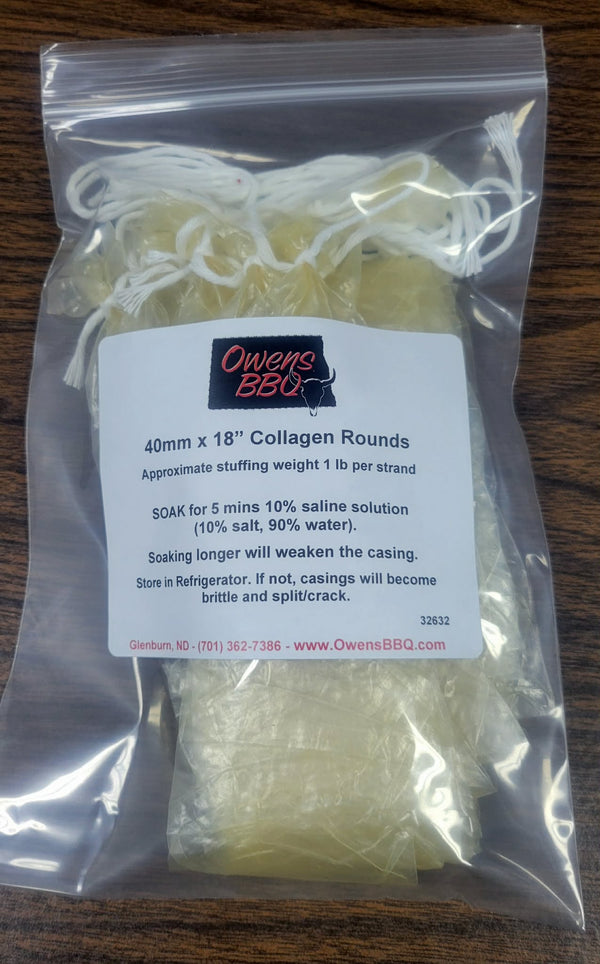 Owens
BBQ
40mm x 18” Collagen Rounds
Approximate stuffing weight 1 lb per strand
SOAK for 5 mins 10% saline solution
(10% salt, 90% water).
Soaking longer will weaken the casing.
Store in Refrigerator. If not, casings will become
brittle and split/crack.
32632
Glenburn, ND - (701) 362-7386 - www.OwensBBQ.com